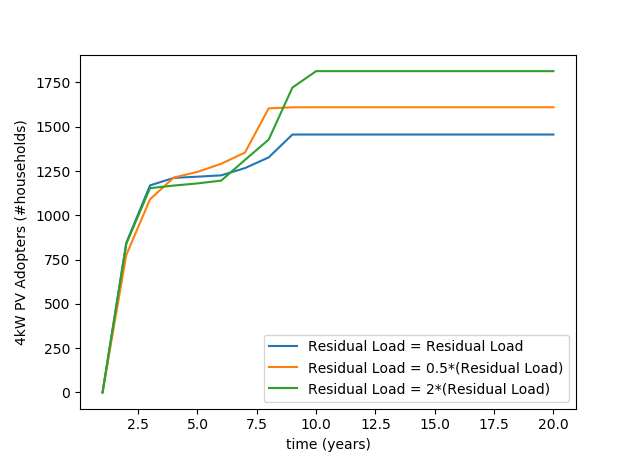 1750
1500
1250
1000
750
500
250
0
4kW PV Adopters (#households)
Residual Load = Residual Load
Residual Load = 0.5*(Residual Load)
Residual Load = 2*(Residual Load)
2.5 5.0 7.5 10.0 12.5 15.0 17.5 20.0
time (years)